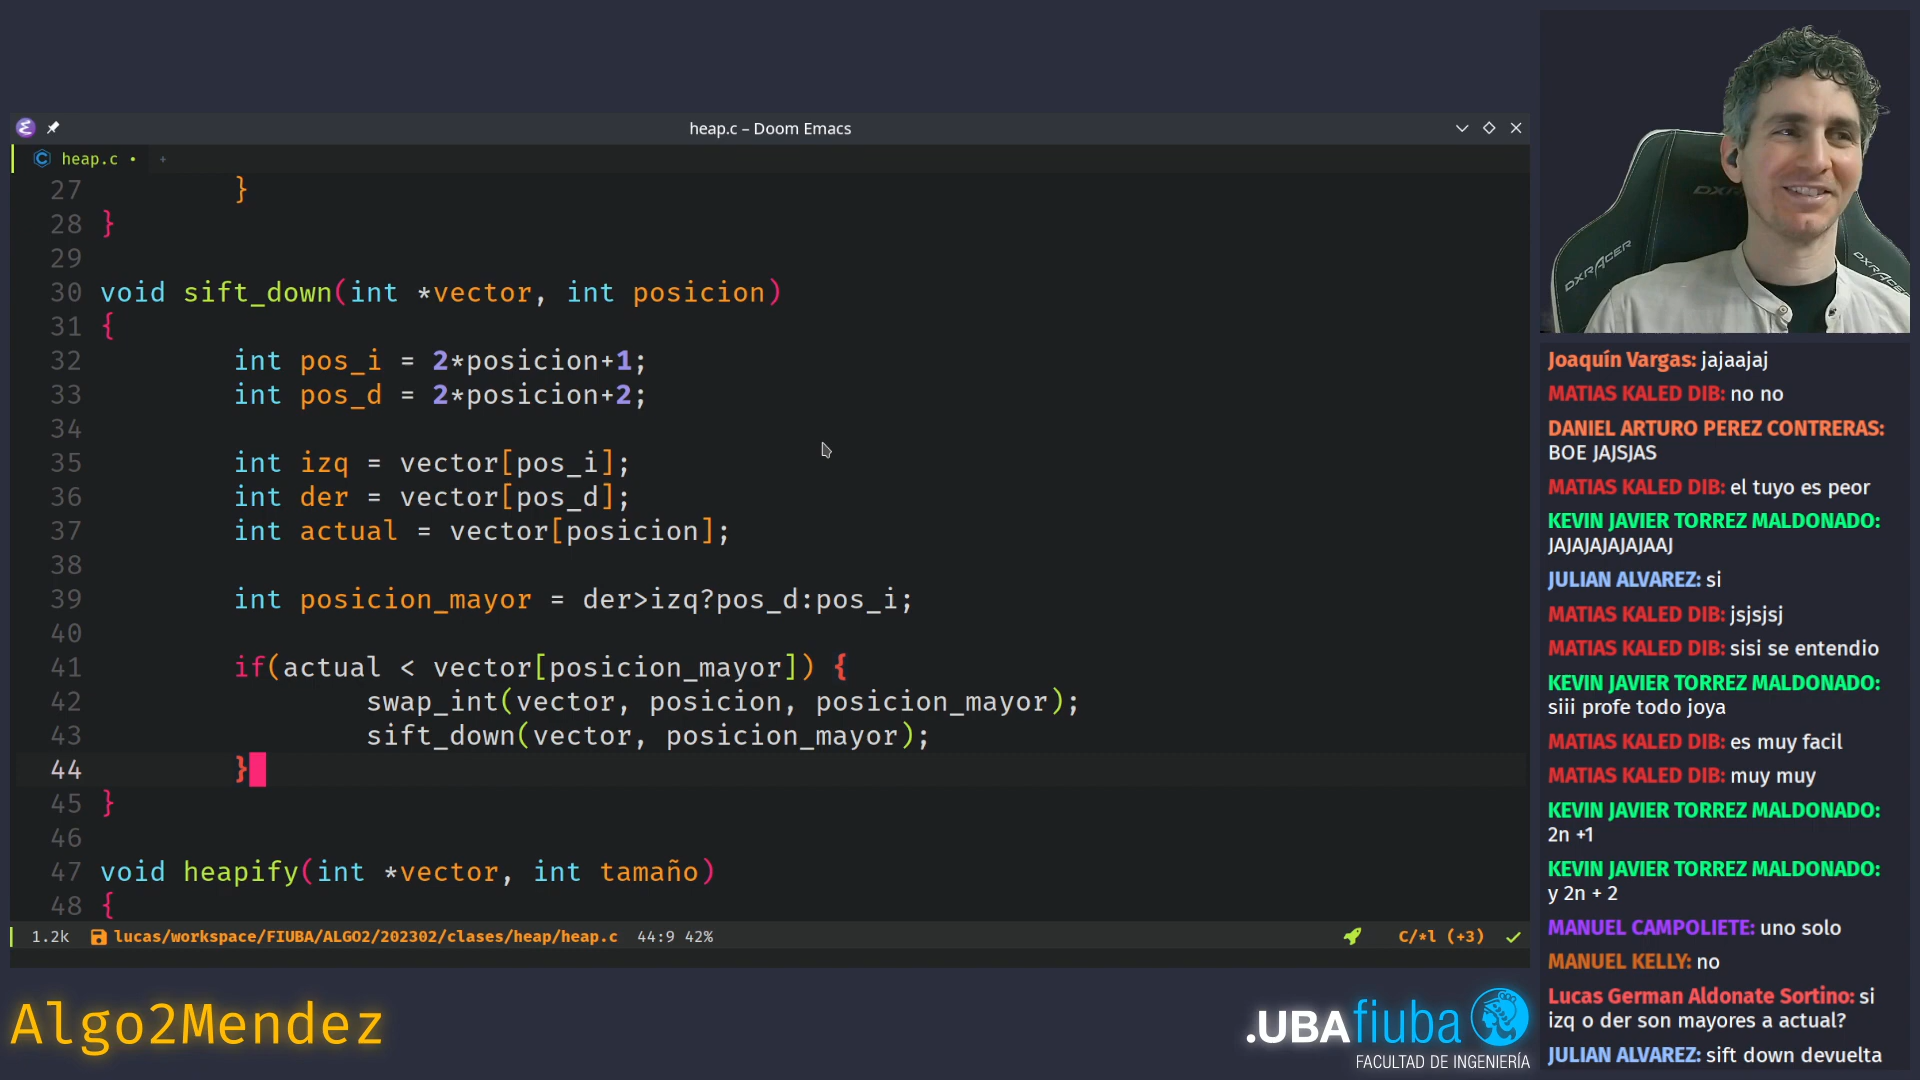 heap.c – Doom Emacs
heap.c • +
27 }
28 }
29
30 void sift_down(int *vector, int posicion)
31 {
32 int pos_i = 2*posicion+1;
33 int pos_d = 2*posicion+2;
34
35 int izq = vector[pos_i];
36 int der = vector[pos_d];
37 int actual = vector[posicion];
38
39 int posicion_mayor = der>izq?pos_d:pos_i;
40
41 if(actual < vector[posicion_mayor]) {
42 swap_int(vector, posicion, posicion_mayor);
43 sift_down(vector, posicion_mayor);
44 }
45 }
46
47 void heapify(int *vector, int tamaño)
48 {
1.2k lucas/workspace/FIUBA/ALGO2/202302/clases/heap/heap.c 44:9 42% C/*l (+3)
Algo2Mendez
.UBAfiuba
FACULTAD DE INGENIERÍA
DXRACER
Joaquín Vargas: jajaajaj
MATIAS KALED DIB: no no
DANIEL ARTURO PEREZ CONTRERAS:
BOE JAJSJAS
MATIAS KALED DIB: el tuyo es peor
KEVIN JAVIER TORREZ MALDONADO:
JAJAJAJAJAJAAJ
JULIAN ALVAREZ: si
MATIAS KALED DIB: jsjsjsj
MATIAS KALED DIB: sisi se entendio
KEVIN JAVIER TORREZ MALDONADO:
siii profe todo joya
MATIAS KALED DIB: es muy facil
MATIAS KALED DIB: muy muy
KEVIN JAVIER TORREZ MALDONADO:
2n +1
KEVIN JAVIER TORREZ MALDONADO:
y 2n + 2
MANUEL CAMPOLIETE: uno solo
MANUEL KELLY: no
Lucas German Aldonate Sortino: si
izq o der son mayores a actual?
JULIAN ALVAREZ: sift down devuelta